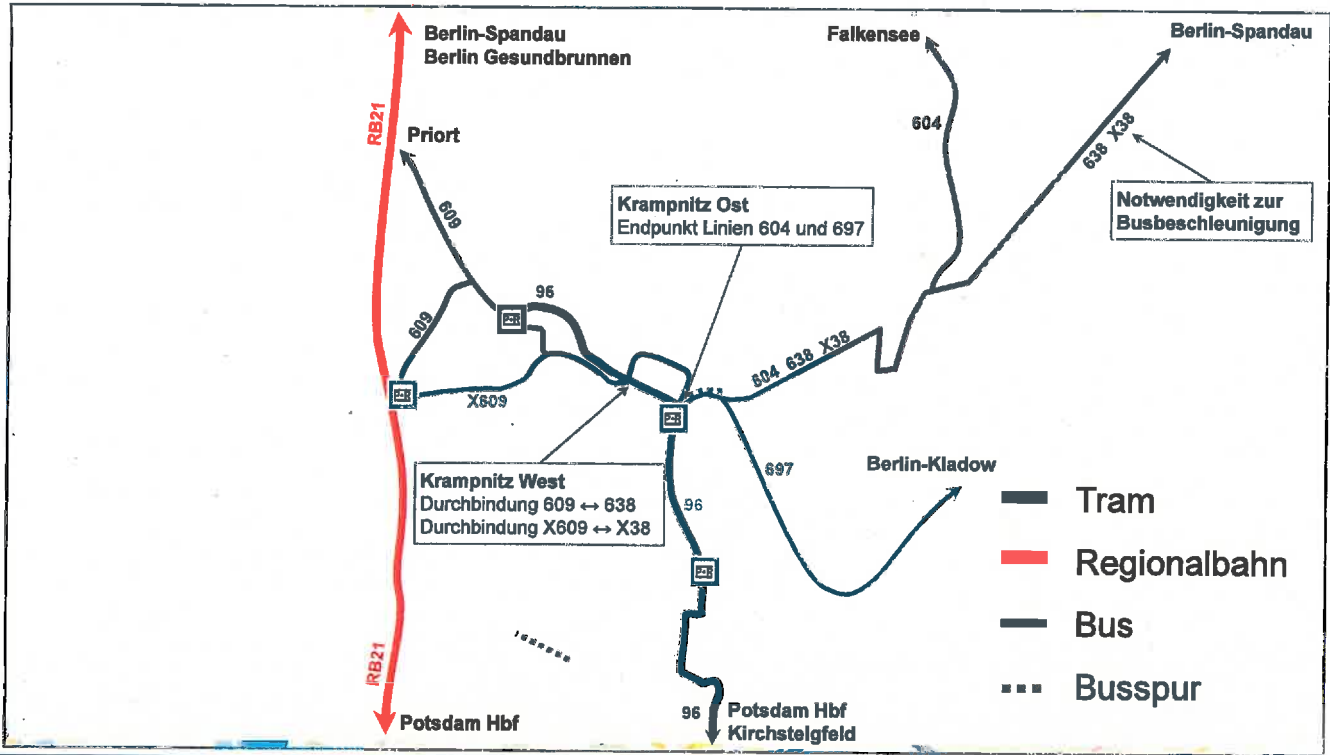 Berlin-Spandau
Berlin Gesundbrunnen
Falkensee
Berlin-Spandau
RB21
Priort
604
638 X38
609
Krampnitz Ost
Endpunkt Linien 604 und 697
Notwendigkeit zur
Busbeschleunigung
96
609
604 638 X38
X609
Krampnitz West
Durchbindung 609 ↔ 638
Durchbindung X609 ↔ X38
697
Berlin-Kladow
96
Tram
Regionalbahn
Bus
Busspur
RB21
Potsdam Hbf
96
Potsdam Hbf
Kirchsteigfeld